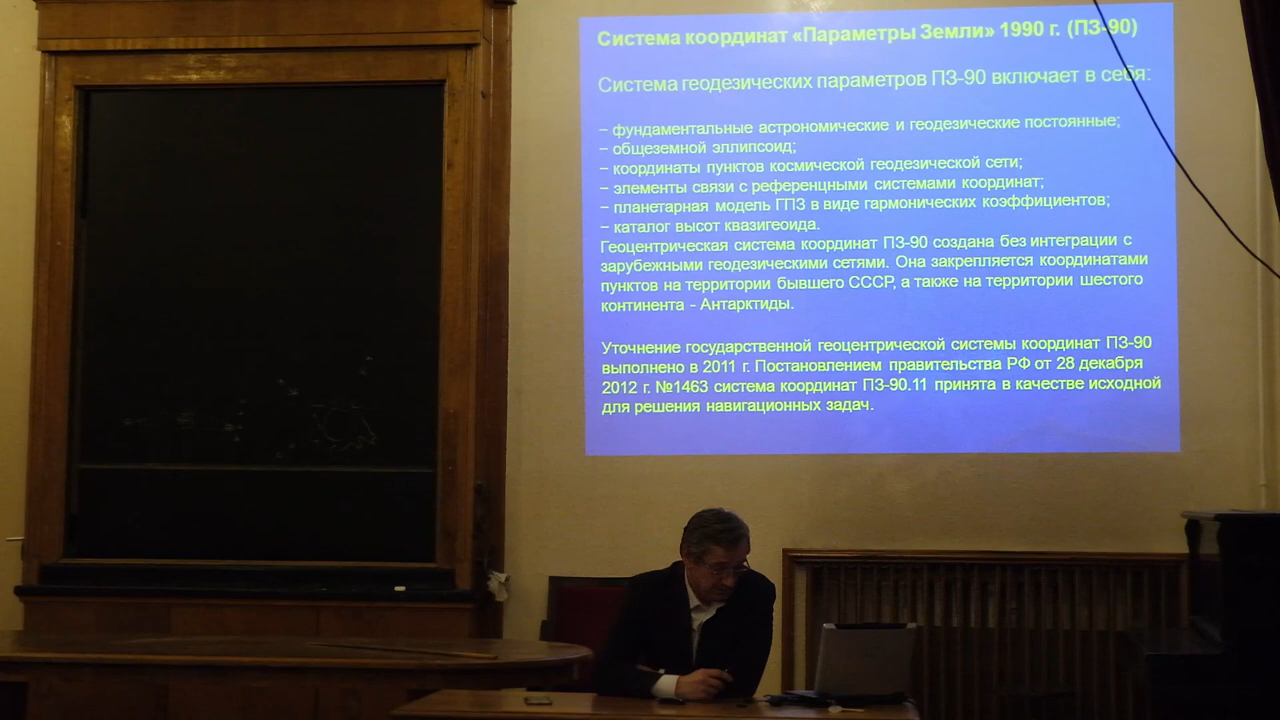 Система координат «Параметры Земли» 1990 г. (ПЗ-90)
Система геодезических параметров ПЗ-90 включает в себя:
– фундаментальные астрономические и геодезические постоянные;
– общеземной эллипсоид;
– координаты пунктов космической геодезической сети;
– элементы связи с референцными системами координат;
– планетарная модель ГПЗ в виде гармонических коэффициентов;
– каталог высот квазигеоида.
Геоцентрическая система координат ПЗ-90 создана без интеграции с
зарубежными геодезическими сетями. Она закрепляется координатами
пунктов на территории бывшего СССР, а также на территории шестого
континента - Антарктиды.
Уточнение государственной геоцентрической системы координат ПЗ-90
выполнено в 2011 г. Постановлением правительства РФ от 28 декабря
2012 г. №1463 система координат ПЗ-90.11 принята в качестве исходной
для решения навигационных задач.